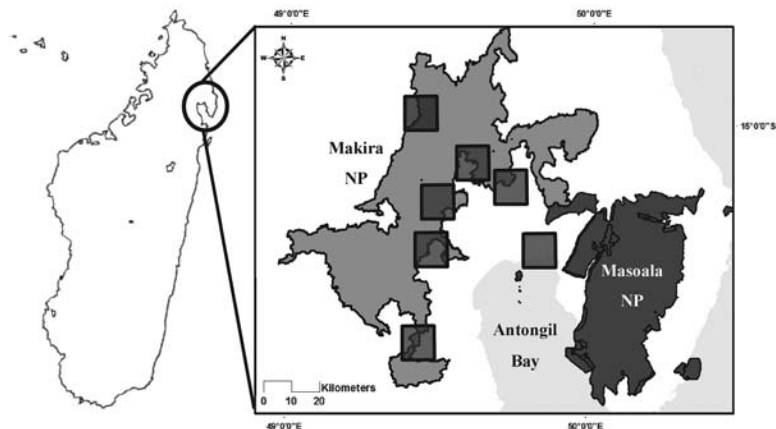 49°0'0"E
50°0'0"E
N
W E
S
15°0'0"S
Makira
NP
Masoala
NP
Antongil
Bay
Kilometers
0 10 20
49°0'0"E
50°0'0"E